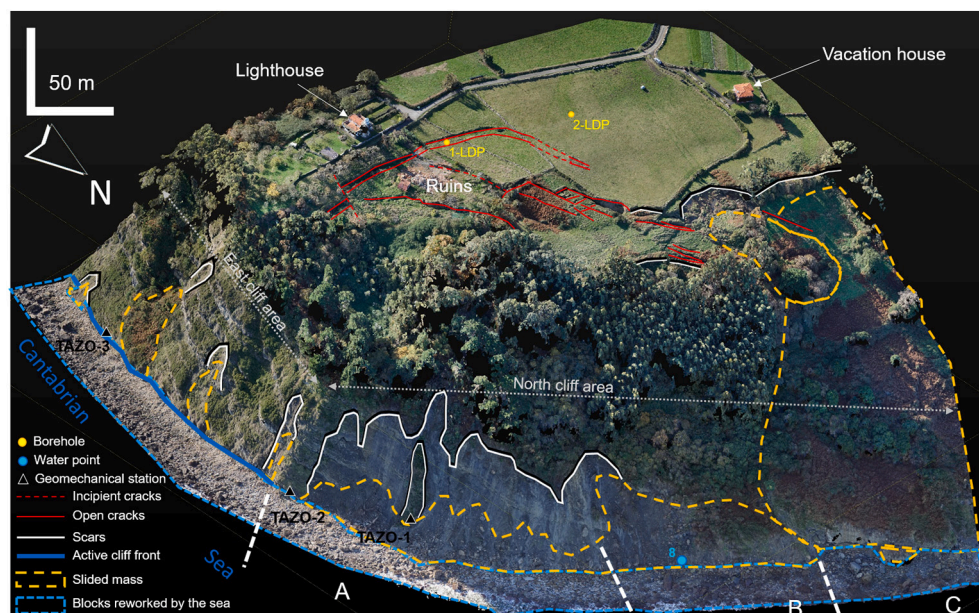 50 m
N
Lighthouse
Vacation house
2-LDP
1-LDP
Ruins
East cliff area
North cliff area
TAZO-3
Cantabrian
Sea
TAZO-2
TAZO-1
8
A
B
C
Borehole
Water point
Geomechanical station
Incipient cracks
Open cracks
Scars
Active cliff front
Slided mass
Blocks reworked by the sea